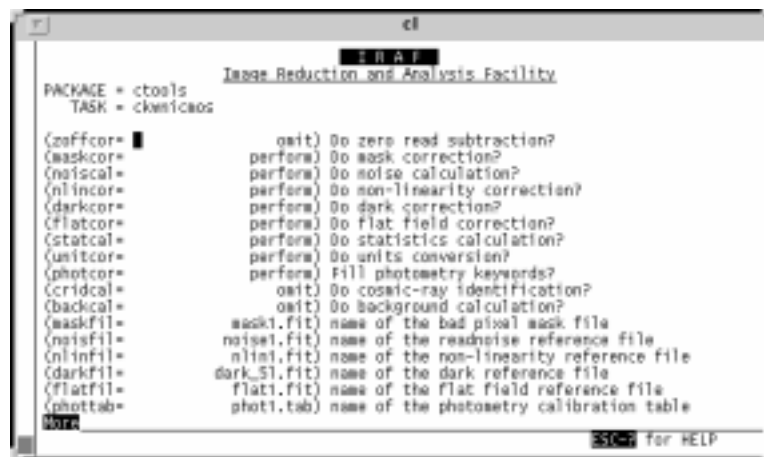 cl
I R A F
Image Reduction and Analysis Facility
PACKAGE = ctools
TASK = ckwnicmos
(zoffcor= omit) Do zero read subtraction?
(maskcor= perform) Do mask correction?
(noiscal= perform) Do noise calculation?
(nlincor= perform) Do non-linearity correction?
(darkcor= perform) Do dark correction?
(flatcor= perform) Do flat field correction?
(statcal= perform) Do statistics calculation?
(unitcor= perform) Do units conversion?
(photcor= perform) Fill photometry keywords?
(cridcal= omit) Do cosmic-ray identification?
(backcal= omit) Do background calculation?
(maskfil= mask1.fit) name of the bad pixel mask file
(noisfil= noise1.fit) name of the readnoise reference file
(nlinfil= nlin1.fit) name of the non-linearity reference file
(darkfil= dark_51.fit) name of the dark reference file
(flatfil= flat1.fit) name of the flat field reference file
(phottab= phot1.tab) name of the photometry calibration table
More
ESC-? for HELP